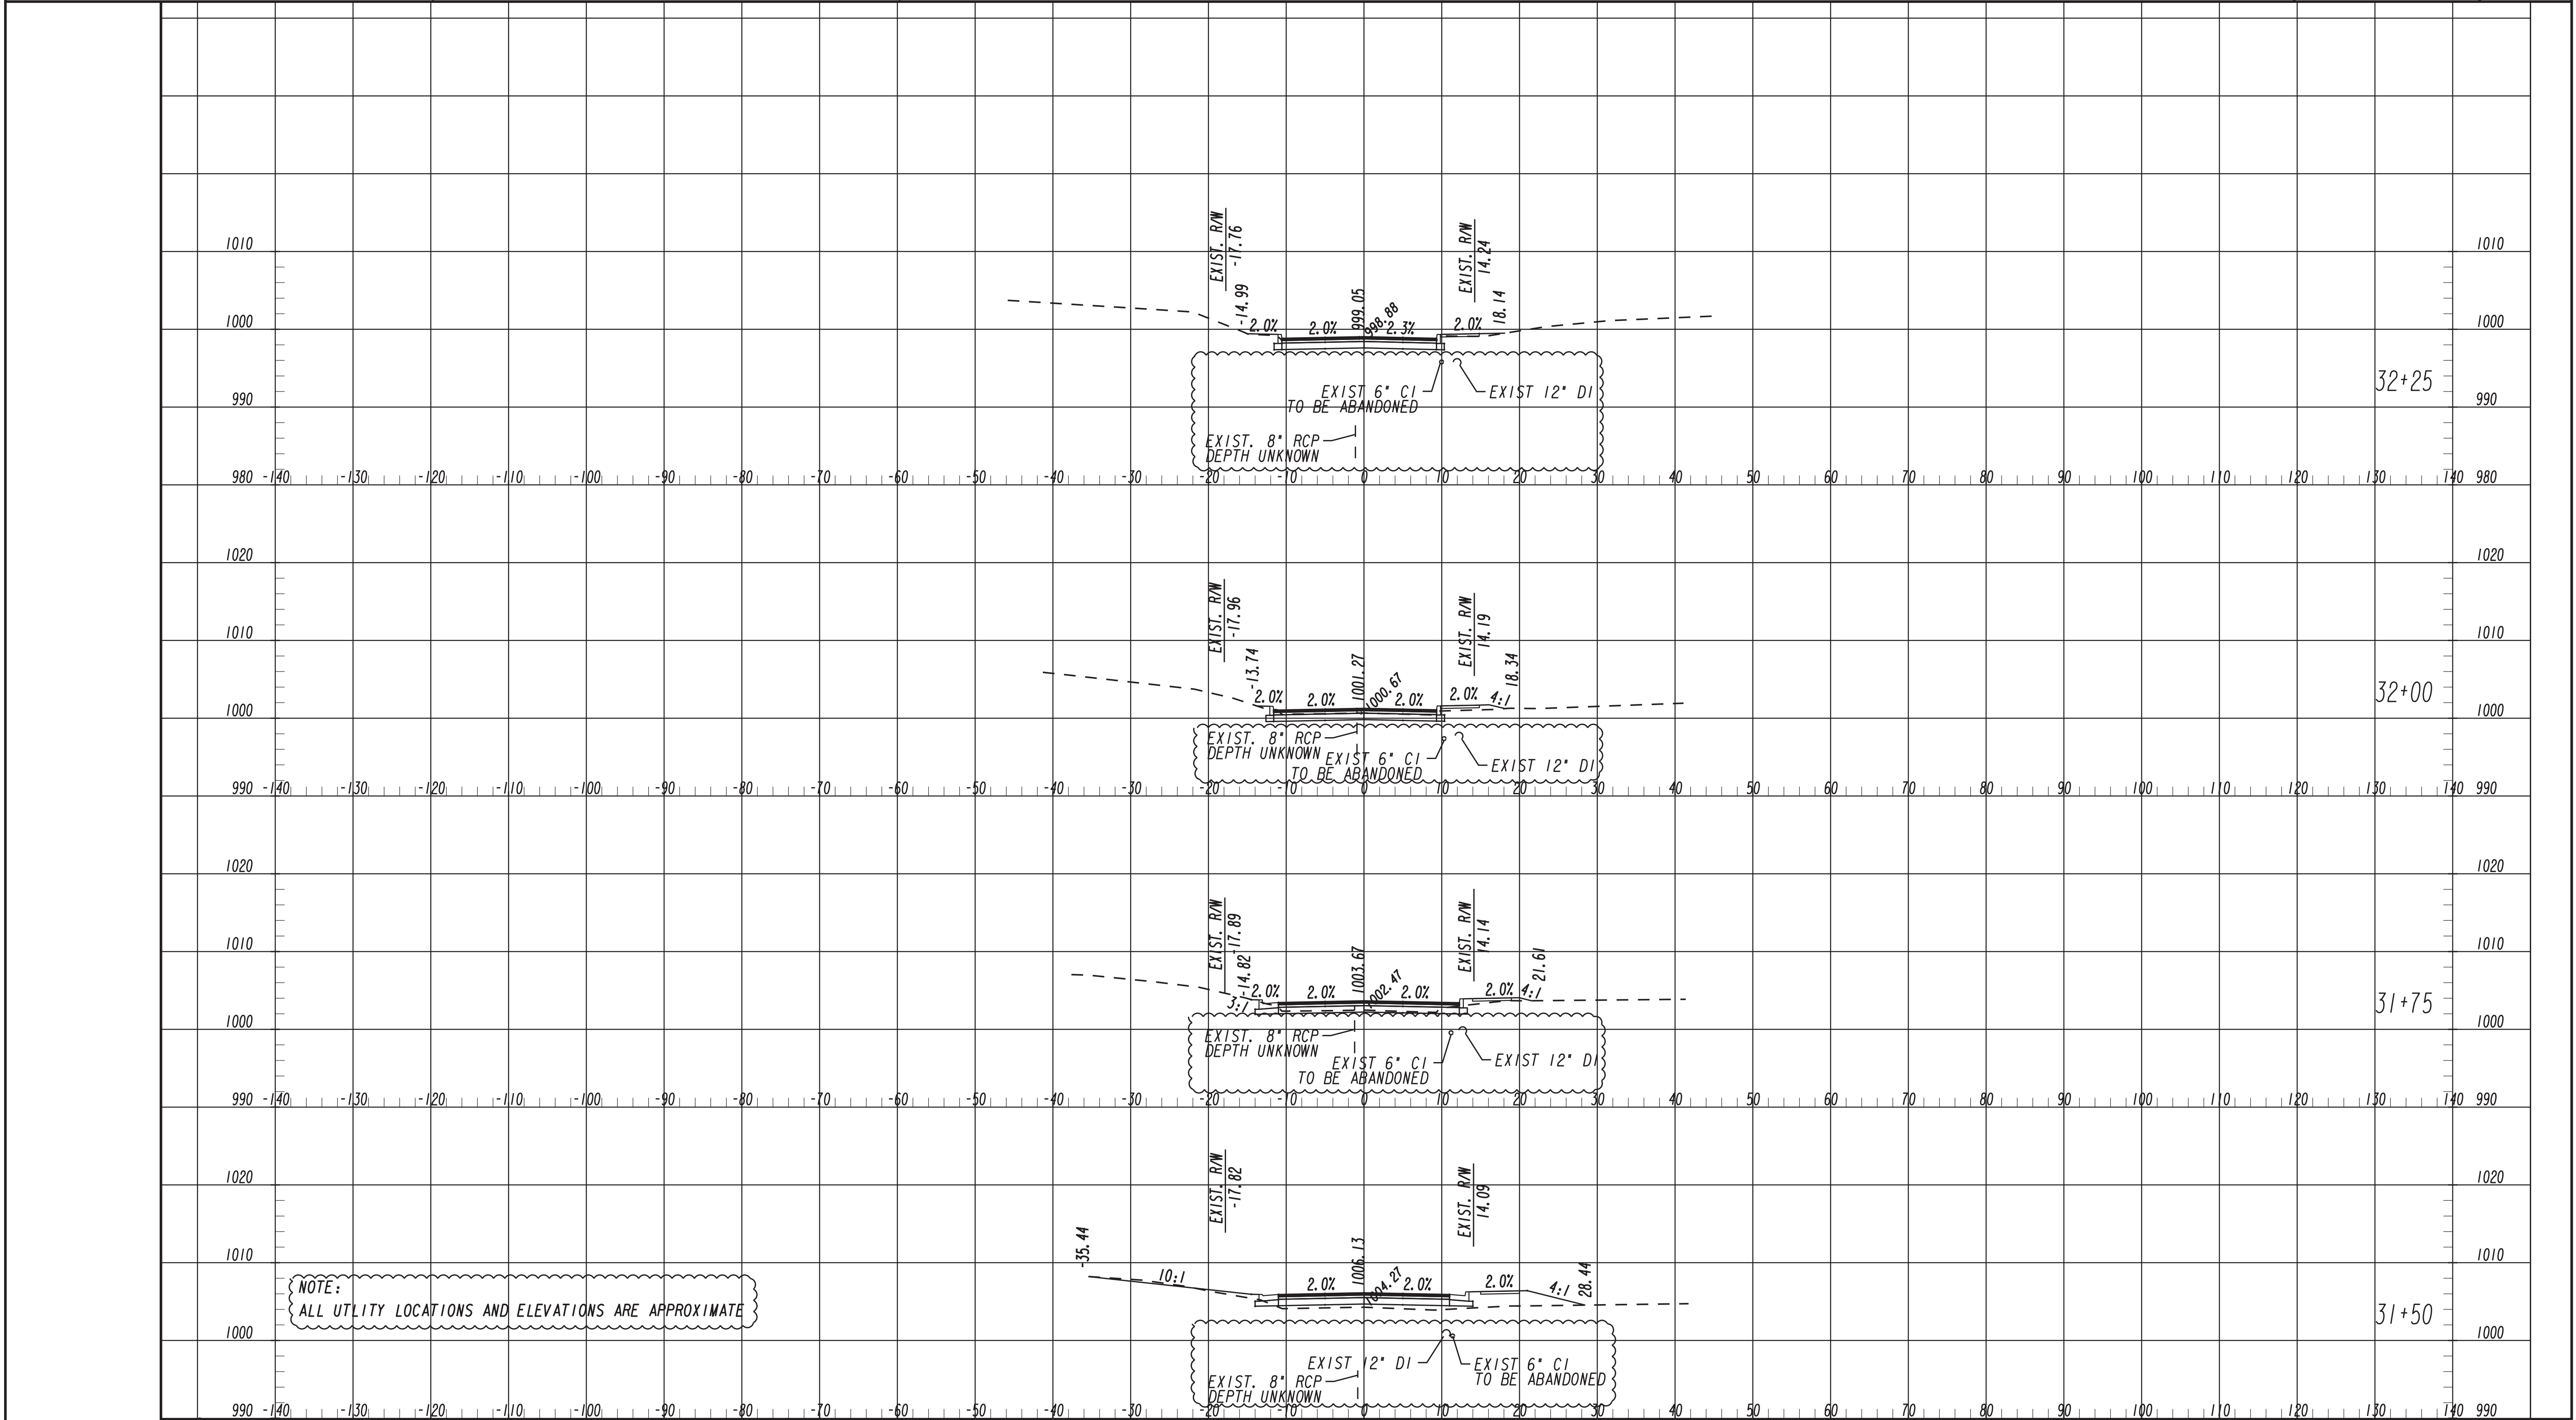 EXIST. R/W
-17.76
EXIST. R/W
14.24
-14.99
999.05
998.88
18.14
1010
1010
1000
2.0%
2.0%
2.3%
2.0%
1000
EXIST 6" CI
TO BE ABANDONED
EXIST 12" DI
32+25
990
990
EXIST. 8" RCP
DEPTH UNKNOWN
980 -140 -130 -120 -110 -100 -90 -80 -70 -60 -50 -40 -30 -20 -10 0 10 20 30 40 50 60 70 80 90 100 110 120 130 140 980
1020
1020
EXIST. R/W
-17.96
EXIST. R/W
14.19
1010
1010
-13.74
1001.27
1000.67
18.34
2.0%
2.0%
2.0%
2.0%
4:1
32+00
1000
1000
EXIST. 8" RCP
DEPTH UNKNOWN
EXIST 6" CI
TO BE ABANDONED
EXIST 12" DI
990 -140 -130 -120 -110 -100 -90 -80 -70 -60 -50 -40 -30 -20 -10 0 10 20 30 40 50 60 70 80 90 100 110 120 130 140 990
1020
1020
EXIST. R/W
-17.89
EXIST. R/W
14.14
1010
1010
-14.82
1003.67
1002.47
21.61
3:1
2.0%
2.0%
2.0%
2.0%
4:1
31+75
1000
1000
EXIST. 8" RCP
DEPTH UNKNOWN
EXIST 6" CI
TO BE ABANDONED
EXIST 12" DI
990 -140 -130 -120 -110 -100 -90 -80 -70 -60 -50 -40 -30 -20 -10 0 10 20 30 40 50 60 70 80 90 100 110 120 130 140 990
1020
1020
EXIST. R/W
-17.82
EXIST. R/W
14.09
1010
1010
-35.44
10:1
1006.13
1004.27
2.0%
2.0%
2.0%
4:1
28.44
NOTE:
ALL UTLITY LOCATIONS AND ELEVATIONS ARE APPROXIMATE
31+50
1000
1000
EXIST 12" DI
EXIST 6" CI
TO BE ABANDONED
EXIST. 8" RCP
DEPTH UNKNOWN
990 -140 -130 -120 -110 -100 -90 -80 -70 -60 -50 -40 -30 -20 -10 0 10 20 30 40 50 60 70 80 90 100 110 120 130 140 990